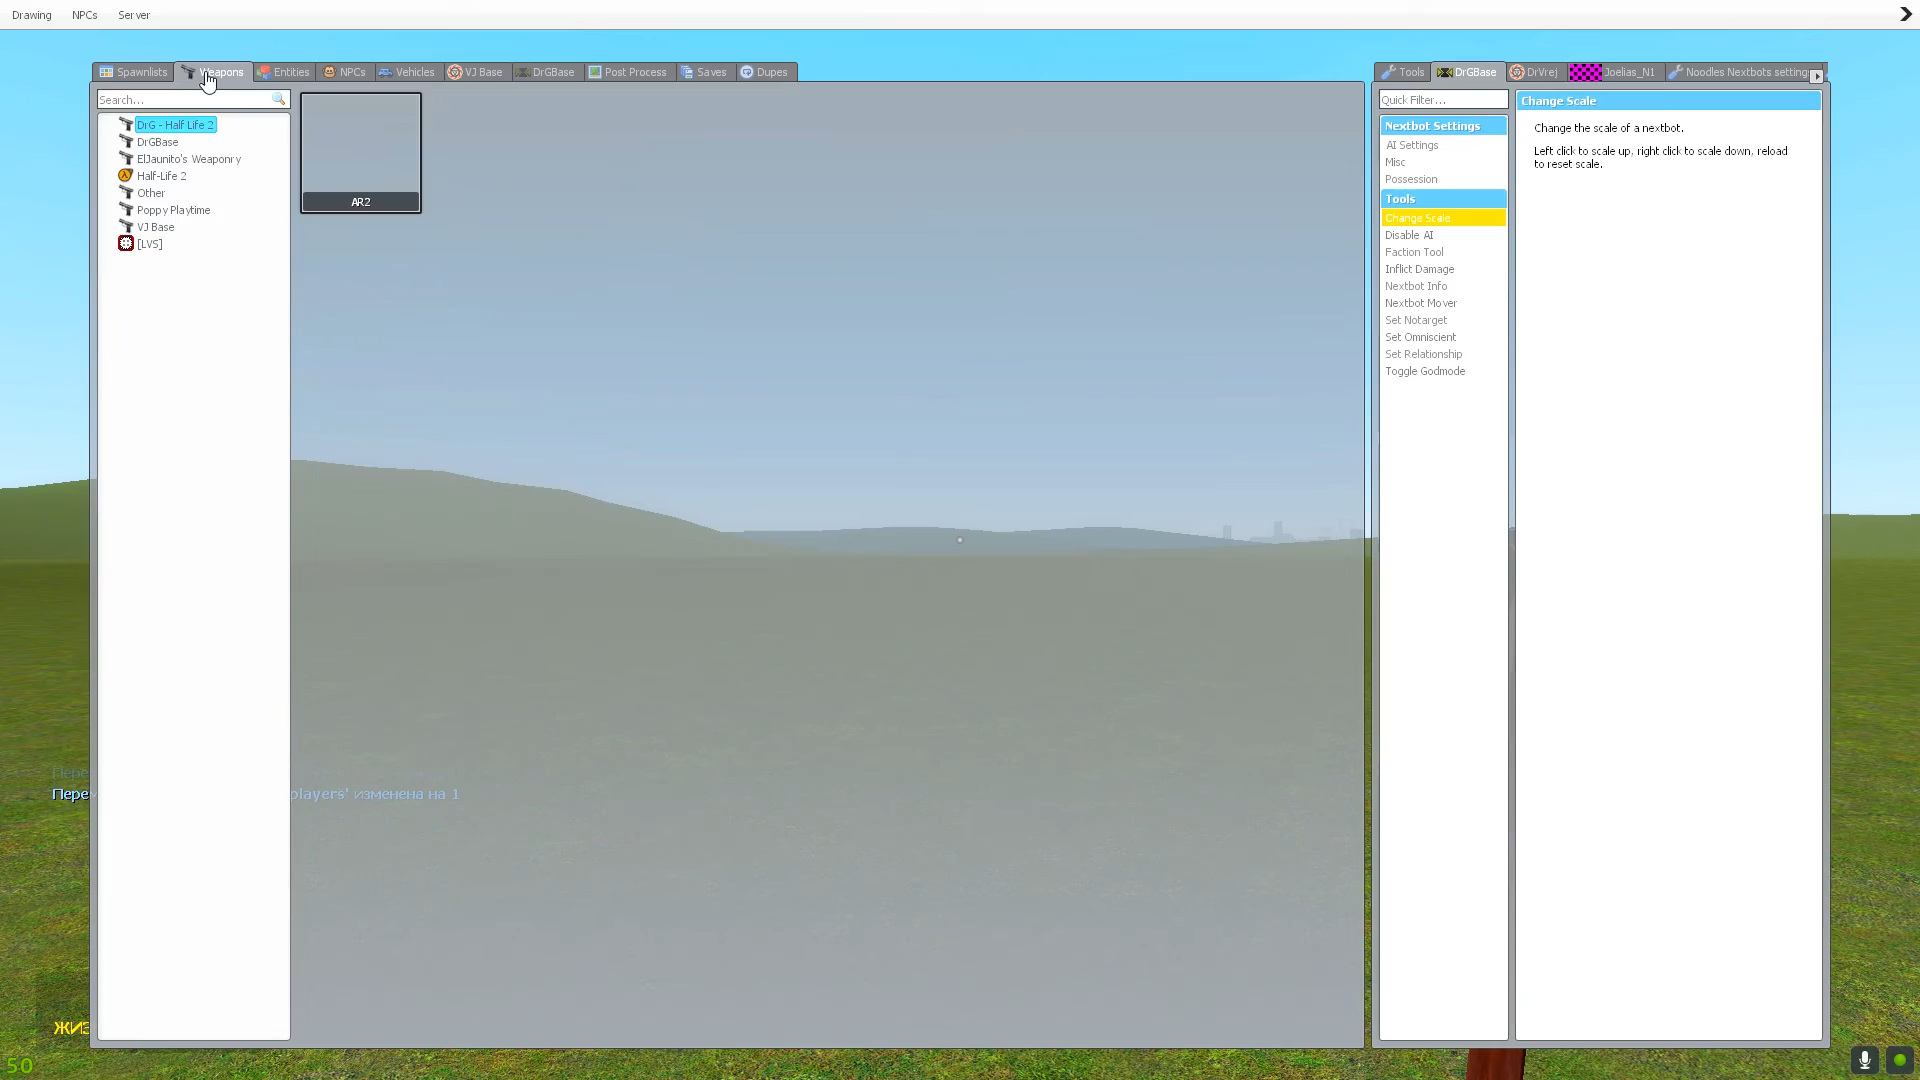 Drawing NPCs Server
Spawnlists Weapons Entities NPCs Vehicles VJ Base DrGBase Post Process Saves Dupes
Search...
DrG - Half Life 2
DrGBase
ElJaunito's Weaponry
Half-Life 2
Other
Poppy Playtime
VJ Base
[LVS]
AR2
Tools DrGBase DrVrej Joelias_N1 Noodles Nextbots setting
Quick Filter...
Nextbot Settings
AI Settings
Misc
Possession
Tools
Change Scale
Disable AI
Faction Tool
Inflict Damage
Nextbot Info
Nextbot Mover
Set Notarget
Set Omniscient
Set Relationship
Toggle Godmode
Change Scale
Change the scale of a nextbot.
Left click to scale up, right click to scale down, reload
to reset scale.
Пере
Перем players' изменена на 1
ЖИЗ
50